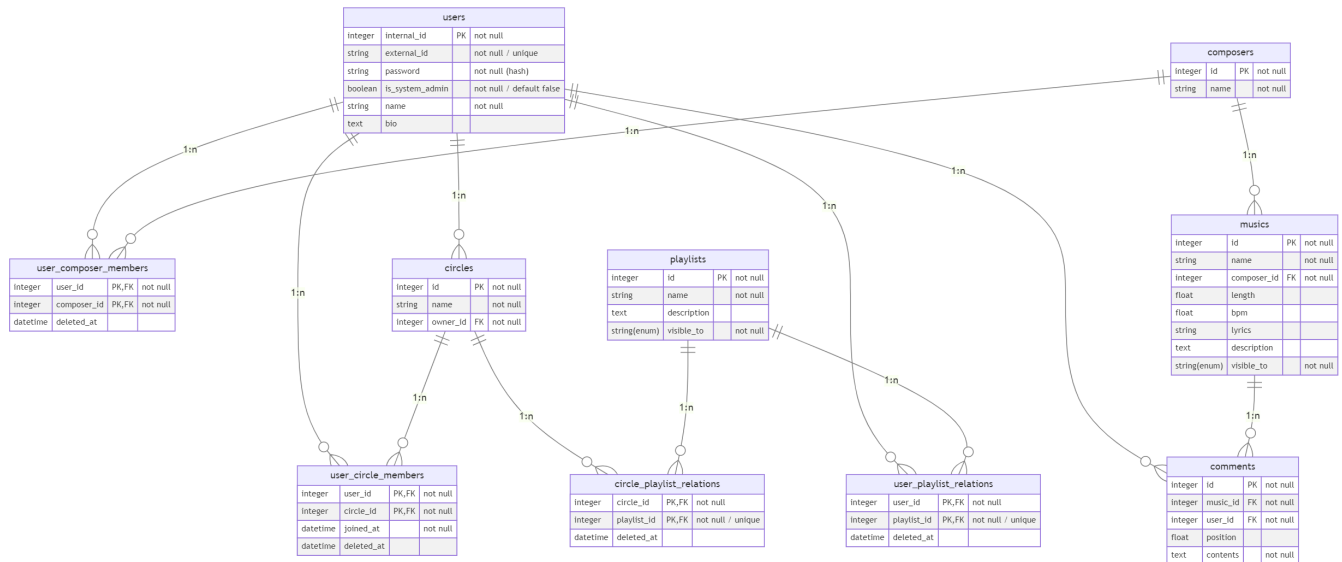 users
integer internal_id PK not null
string external_id not null / unique
string password not null (hash)
boolean is_system_admin not null / default false
string name not null
text bio
composers
integer id PK not null
string name not null
1:n
1:n
1:n
1:n
1:n
1:n
1:n
musics
integer id PK not null
string name not null
integer composer_id FK not null
float length
float bpm
string lyrics
text description
string(enum) visible_to not null
user_composer_members
integer user_id PK,FK not null
integer composer_id PK,FK not null
datetime deleted_at
circles
integer id PK not null
string name not null
integer owner_id FK not null
playlists
integer id PK not null
string name not null
text description
string(enum) visible_to not null
1:n
1:n
1:n
1:n
1:n
user_circle_members
integer user_id PK,FK not null
integer circle_id PK,FK not null
datetime joined_at not null
datetime deleted_at
circle_playlist_relations
integer circle_id PK,FK not null
integer playlist_id PK,FK not null / unique
datetime deleted_at
user_playlist_relations
integer user_id PK,FK not null
integer playlist_id PK,FK not null / unique
datetime deleted_at
comments
integer id PK not null
integer music_id FK not null
integer user_id FK not null
float position
text contents not null